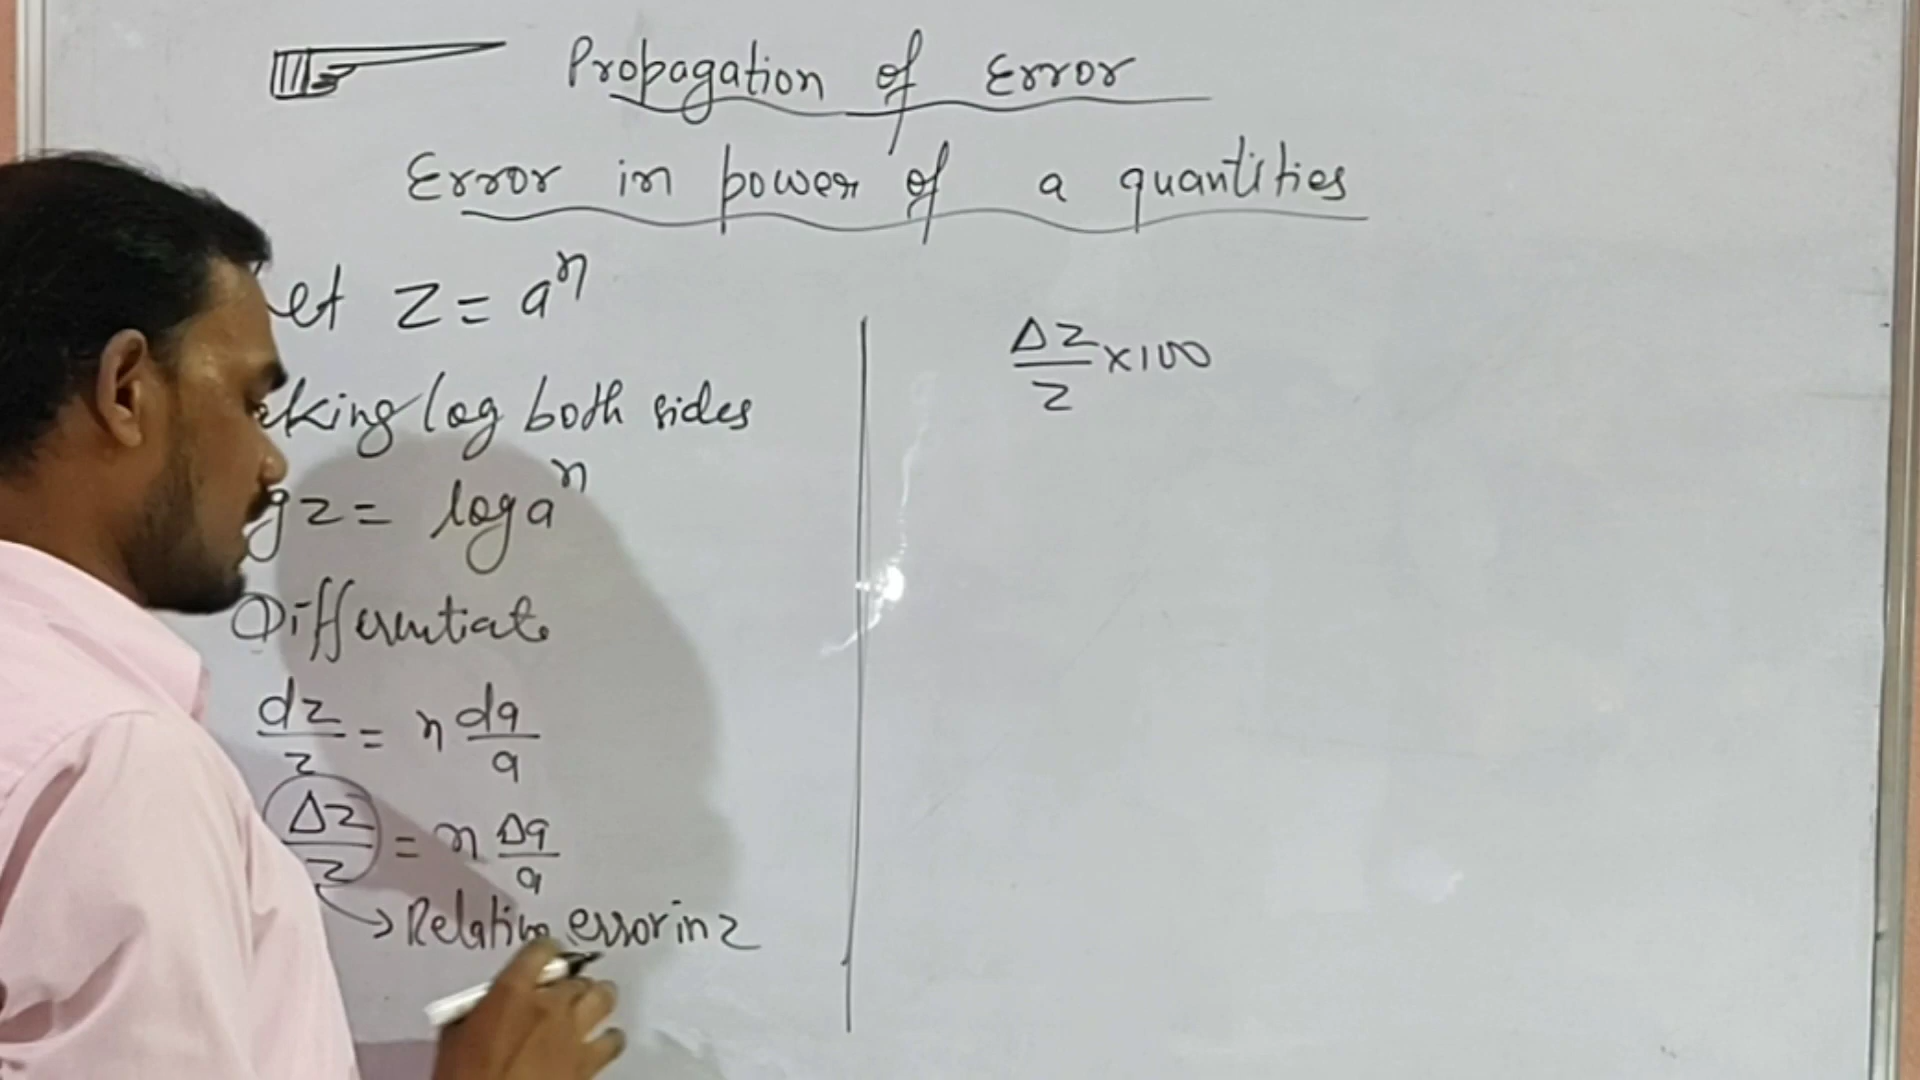 Propagation of Error
Error in power of a quantities
et z = a^n
king log both sides
g z = log a^n
Differentiate
dz/z = n da/a
Δz/z = n Δa/a
→ Relative error in z
Δz/z ×100